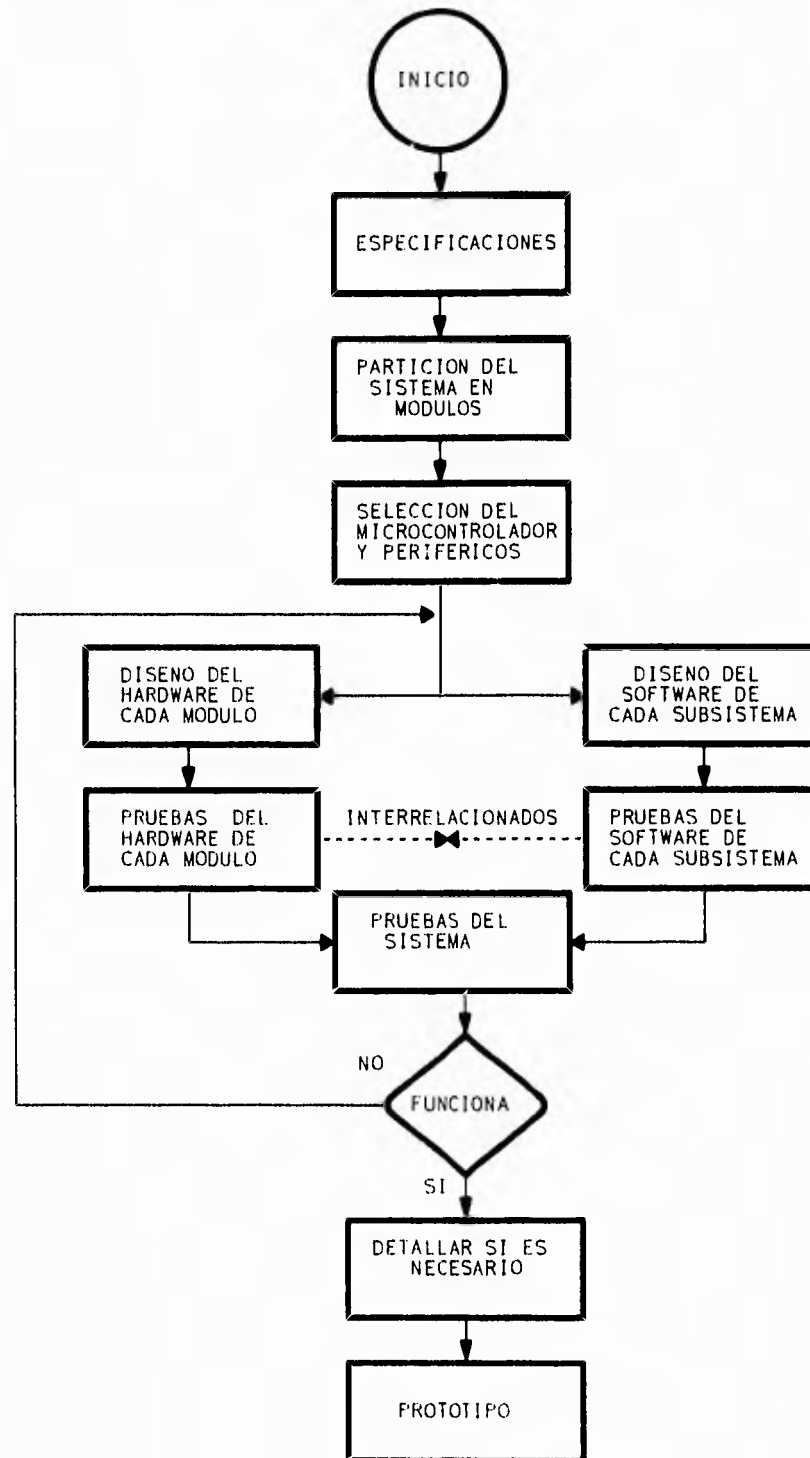 INICIO
ESPECIFICACIONES
PARTICION DEL
SISTEMA EN
MODULOS
SELECCION DEL
MICROCONTROLADOR
Y PERIFERICOS
DISENO DEL
HARDWARE DE
CADA MODULO
DISENO DEL
SOFTWARE DE
CADA SUBSISTEMA
PRUEBAS DEL
HARDWARE DE
CADA MODULO
INTERRELACIONADOS
PRUEBAS DEL
SOFTWARE DE
CADA SUBSISTEMA
PRUEBAS DEL
SISTEMA
NO
FUNCIONA
SI
DETALLAR SI ES
NECESARIO
PROTOTIPO